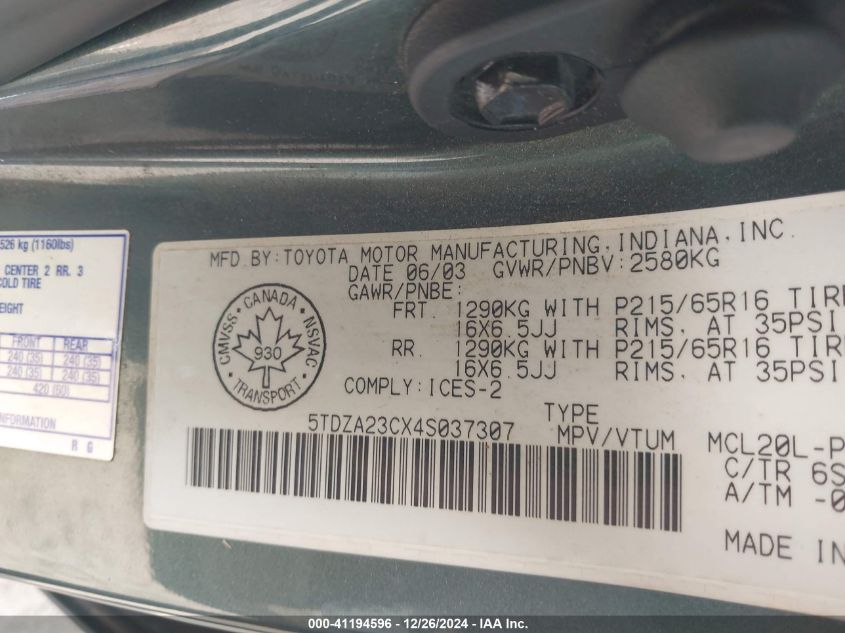 526 kg (1160lbs)
CENTER 2 RR. 3
COLD TIRE
FRONT REAR
240 (35) 240 (35)
240 (35) 240 (35)
420 (60)
INFORMATION
R G
MFD.BY:TOYOTA MOTOR MANUFACTURING,INDIANA,INC.
DATE 06/03 GVWR/PNBV:2580KG
GAWR/PNBE:
FRT. 1290KG WITH P215/65R16 TIRE
16X6.5JJ RIMS, AT 35PSI
RR. 1290KG WITH P215/65R16 TIRE
16X6.5JJ RIMS, AT 35PSI
COMPLY:ICES-2
CMVSS · CANADA · NSVAC · TRANSPORT ·
930
TYPE
5TDZA23CX4S037307 MPV/VTUM MCL20L-P
C/TR 6S
A/TM -0
MADE IN
000-41194596 - 12/26/2024 - IAA Inc.